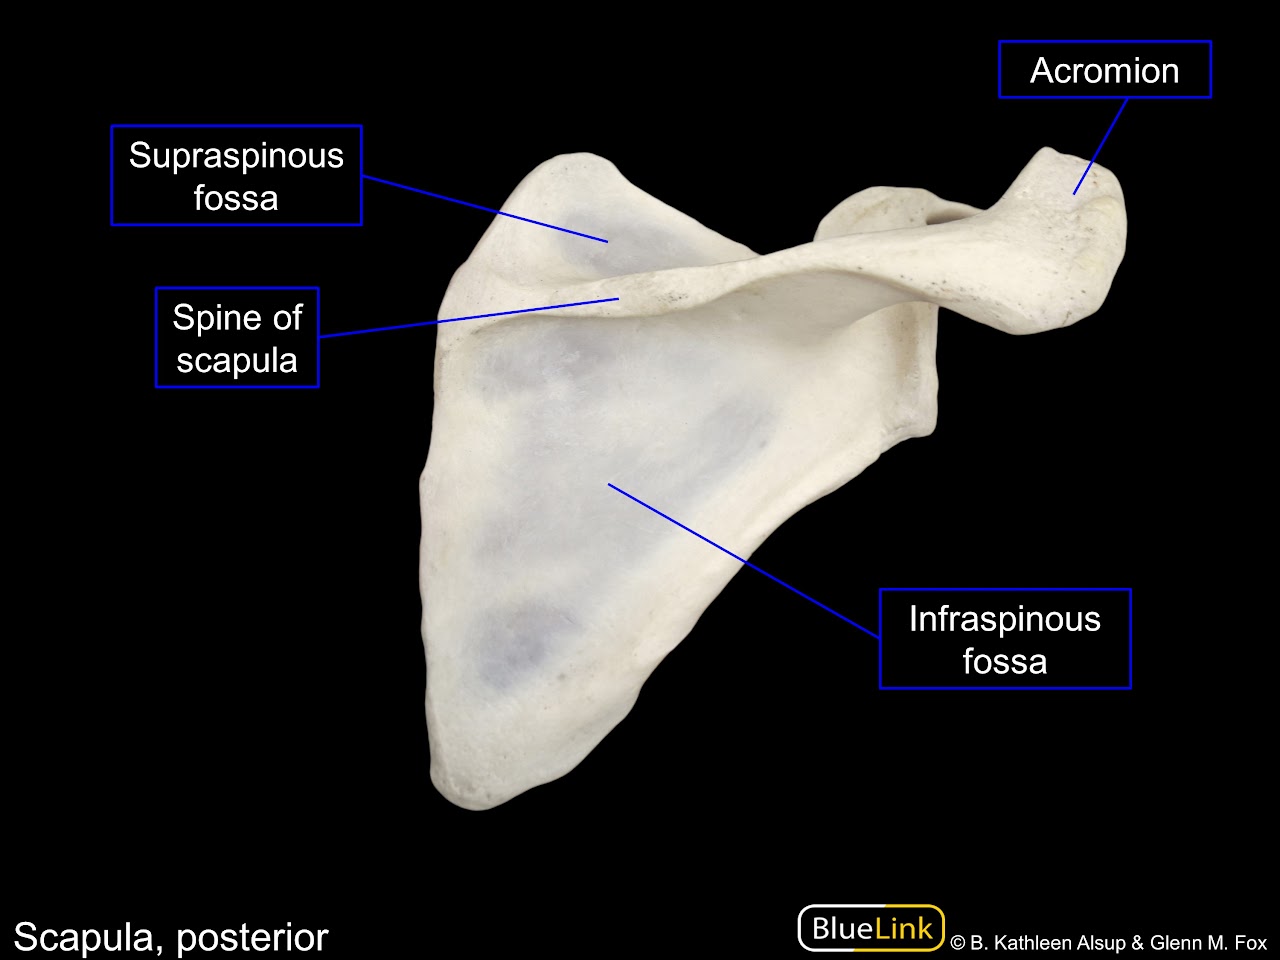 Acromion
Supraspinous
fossa
Spine of
scapula
Infraspinous
fossa
Scapula, posterior
BlueLink
© B. Kathleen Alsup & Glenn M. Fox